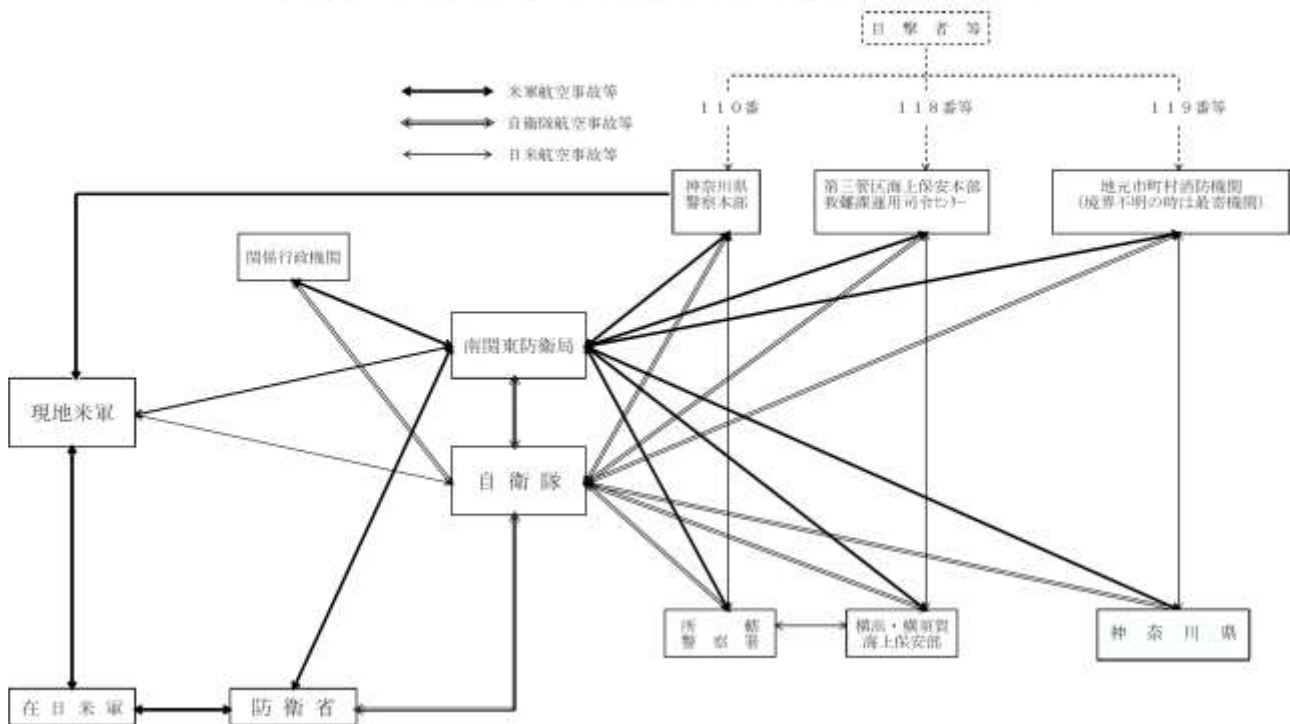 目撃者等
米軍航空事故等
自衛隊航空事故等
日米航空事故等
110番
118番等
119番等
神奈川県
警察本部
第三管区海上保安本部
救難課運用司令センター
地元市町村消防機関
(境界不明の時は最寄機関)
関係行政機関
南関東防衛局
現地米軍
自衛隊
所轄
警察署
横浜・横須賀
海上保安部
神奈川県
在日米軍
防衛省